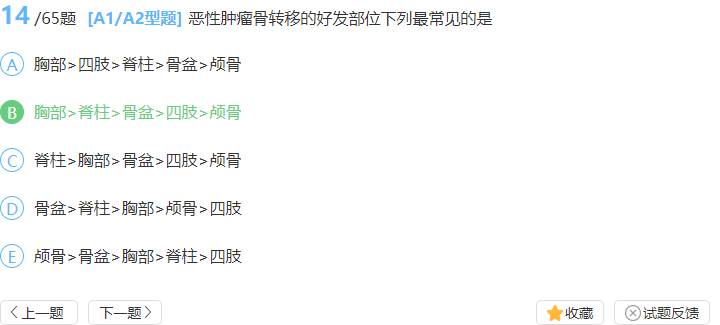 14/65题 [A1/A2型题] 恶性肿瘤骨转移的好发部位下列最常见的是
A 胸部>四肢>脊柱>骨盆>颅骨
B 胸部>脊柱>骨盆>四肢>颅骨
C 脊柱>胸部>骨盆>四肢>颅骨
D 骨盆>脊柱>胸部>颅骨>四肢
E 颅骨>骨盆>胸部>脊柱>四肢
上一题 下一题 收藏 试题反馈